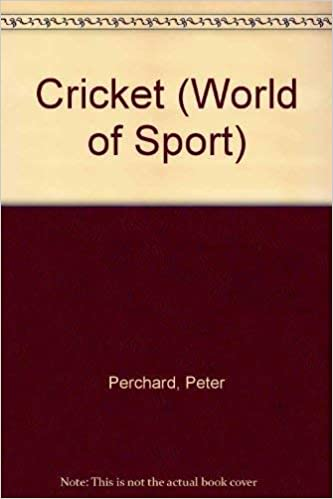 Cricket (World
of Sport)
Perchard, Peter
Note: This is not the actual book cover